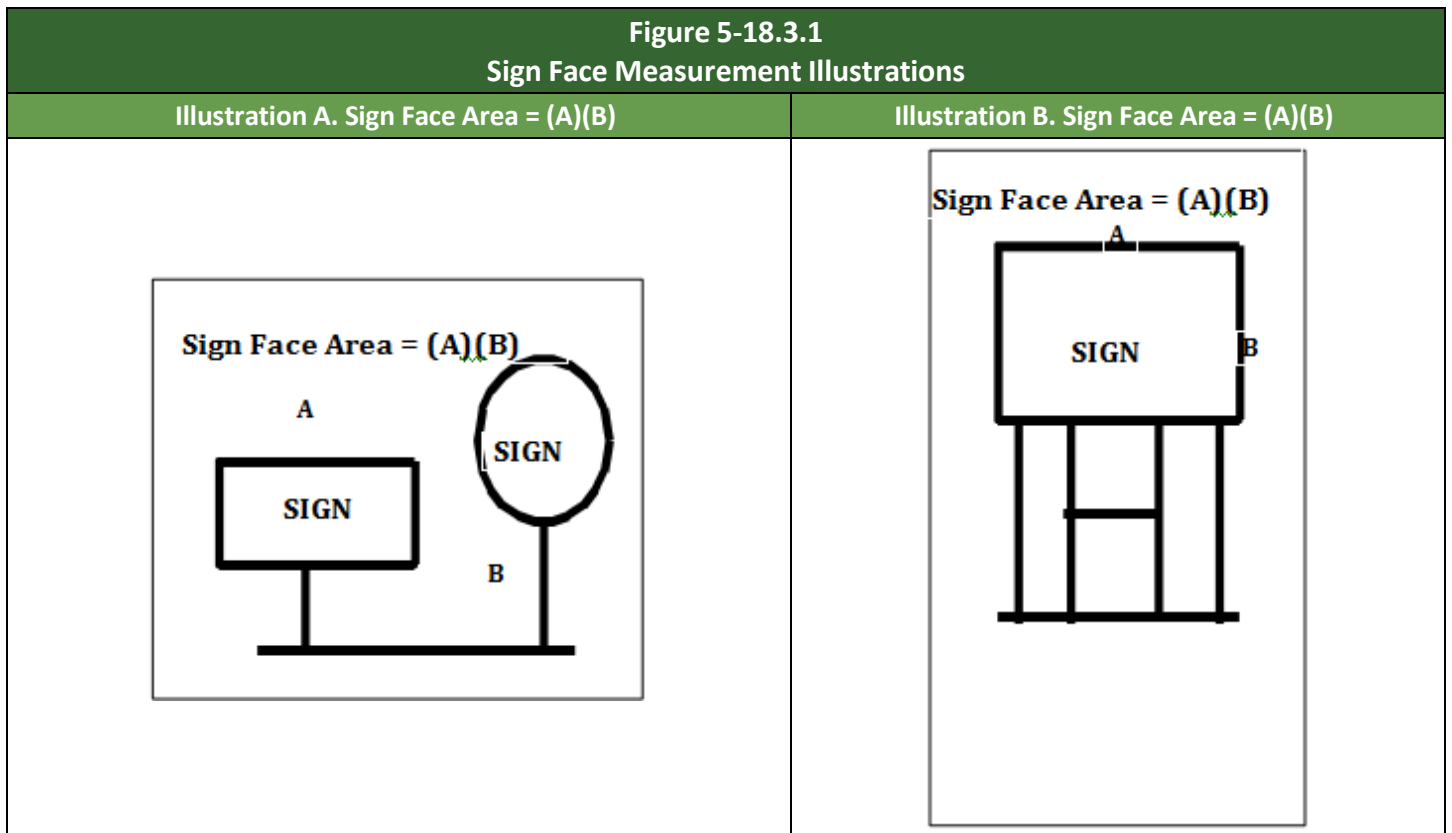 Figure 5-18.3.1
Sign Face Measurement Illustrations
Illustration A. Sign Face Area = (A)(B)
Illustration B. Sign Face Area = (A)(B)
Sign Face Area = (A)(B)
A
SIGN
SIGN
B
Sign Face Area = (A)(B)
A
SIGN
B